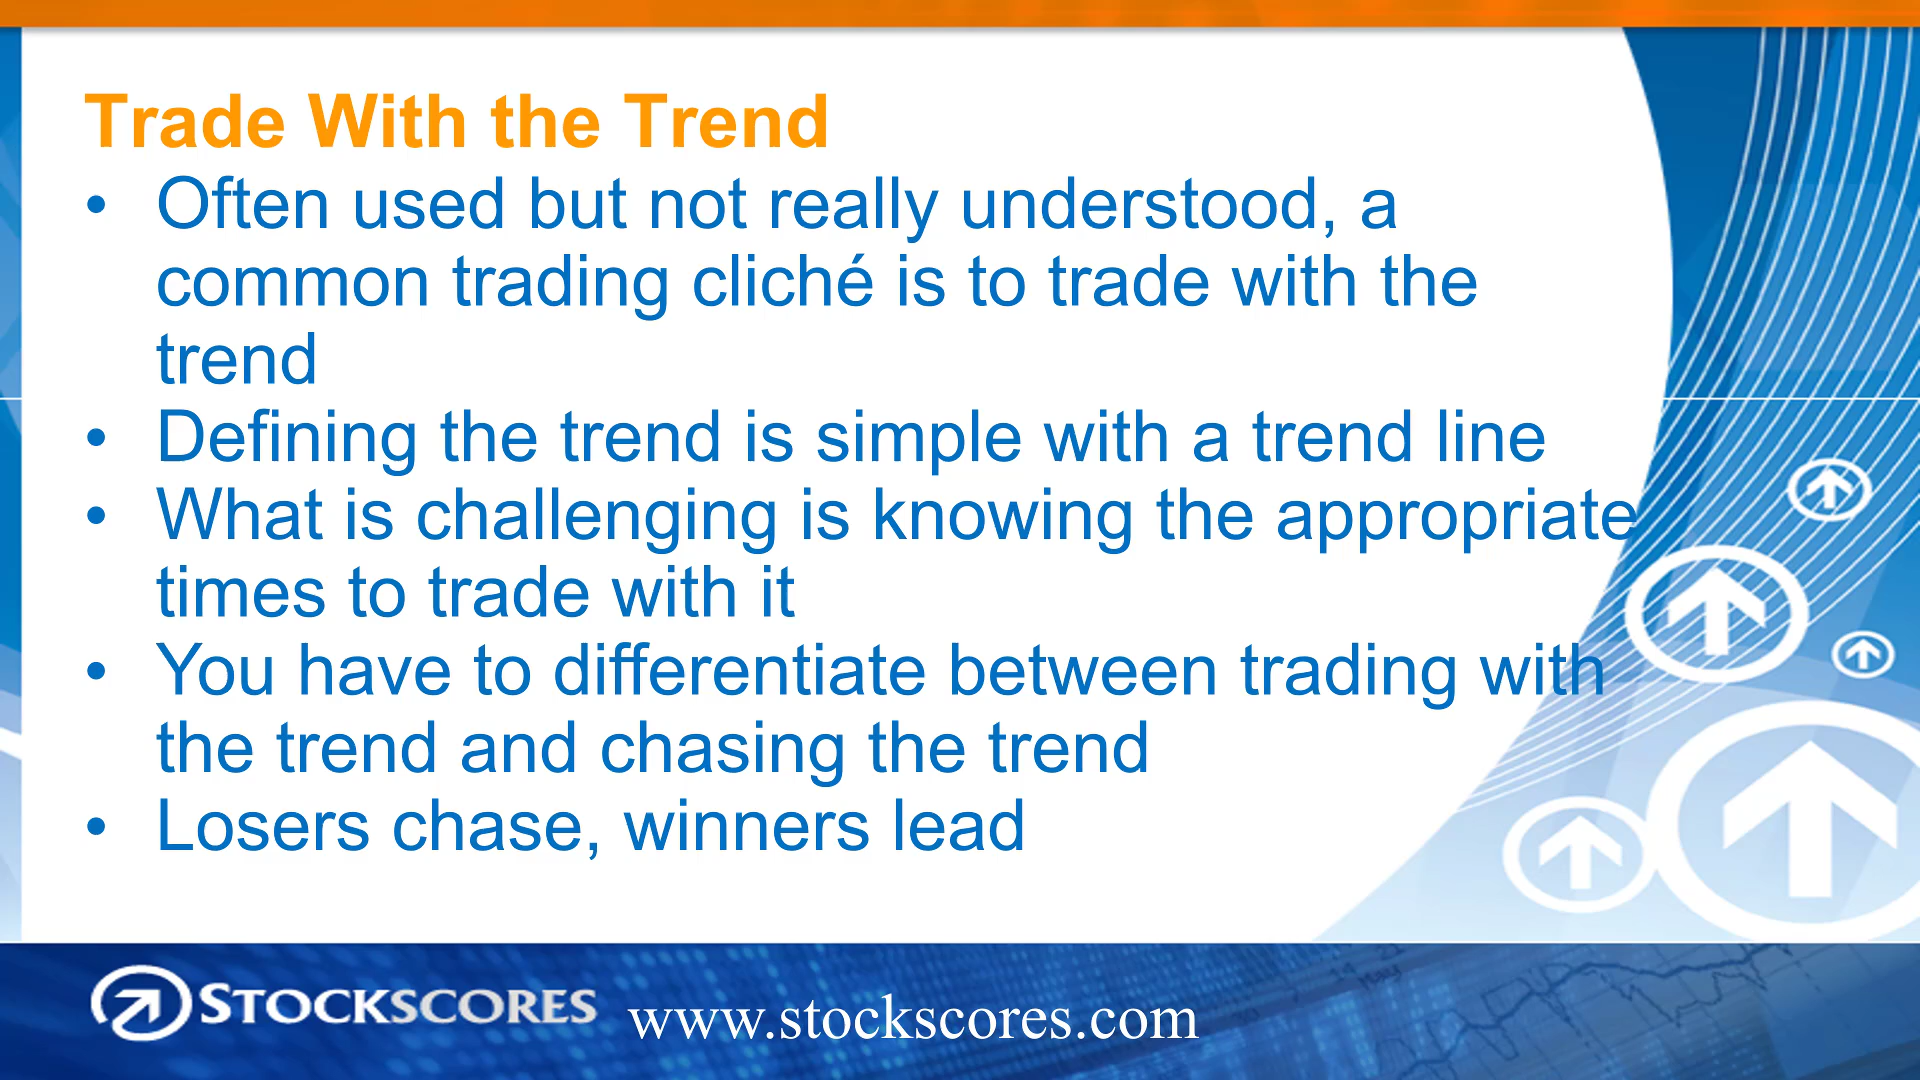 Trade With the Trend
• Often used but not really understood, a
common trading cliché is to trade with the
trend
• Defining the trend is simple with a trend line
• What is challenging is knowing the appropriate
times to trade with it
• You have to differentiate between trading with
the trend and chasing the trend
• Losers chase, winners lead
STOCKSCORES www.stockscores.com